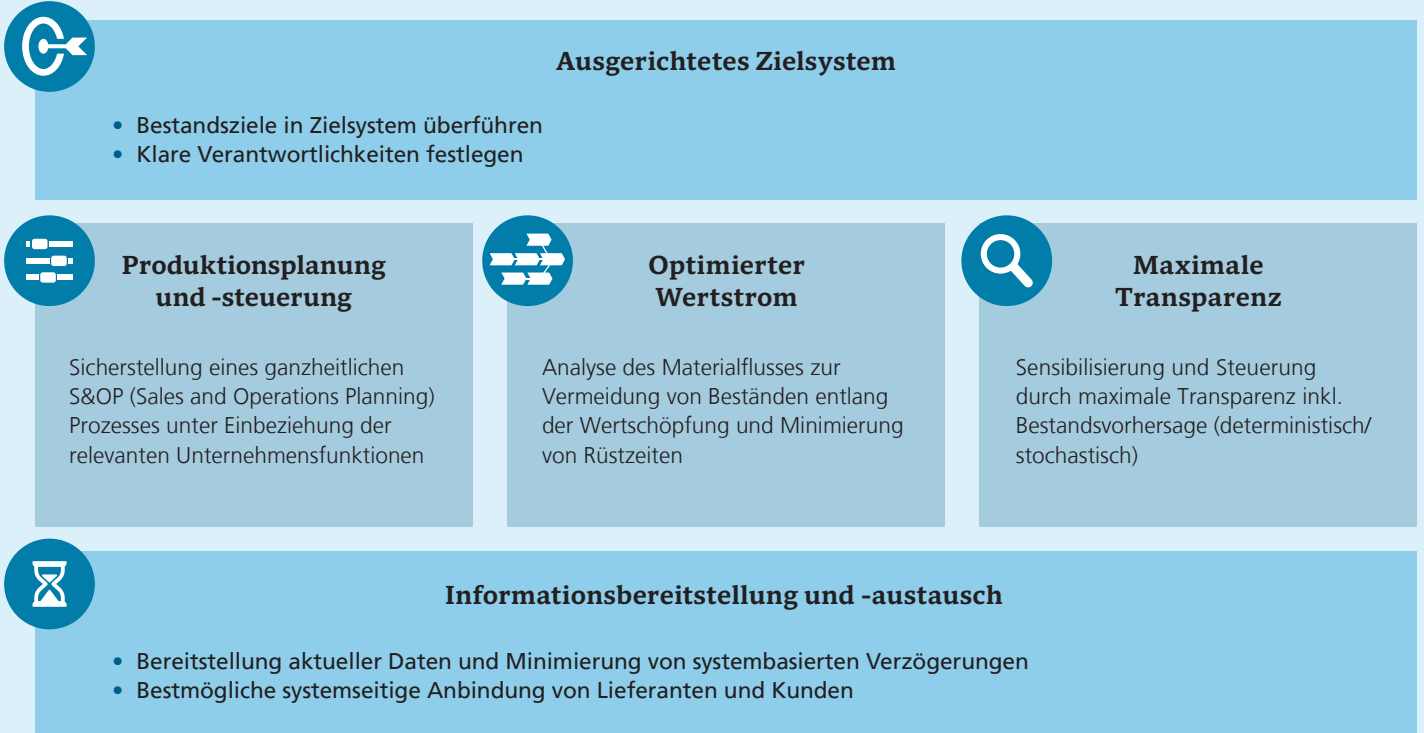 Ausgerichtetes Zielsystem
• Bestandsziele in Zielsystem überführen
• Klare Verantwortlichkeiten festlegen
Produktionsplanung
und -steuerung
Sicherstellung eines ganzheitlichen
S&OP (Sales and Operations Planning)
Prozesses unter Einbeziehung der
relevanten Unternehmensfunktionen
Optimierter
Wertstrom
Analyse des Materialflusses zur
Vermeidung von Beständen entlang
der Wertschöpfung und Minimierung
von Rüstzeiten
Maximale
Transparenz
Sensibilisierung und Steuerung
durch maximale Transparenz inkl.
Bestandsvorhersage (deterministisch/
stochastisch)
Informationsbereitstellung und -austausch
• Bereitstellung aktueller Daten und Minimierung von systembasierten Verzögerungen
• Bestmögliche systemseitige Anbindung von Lieferanten und Kunden